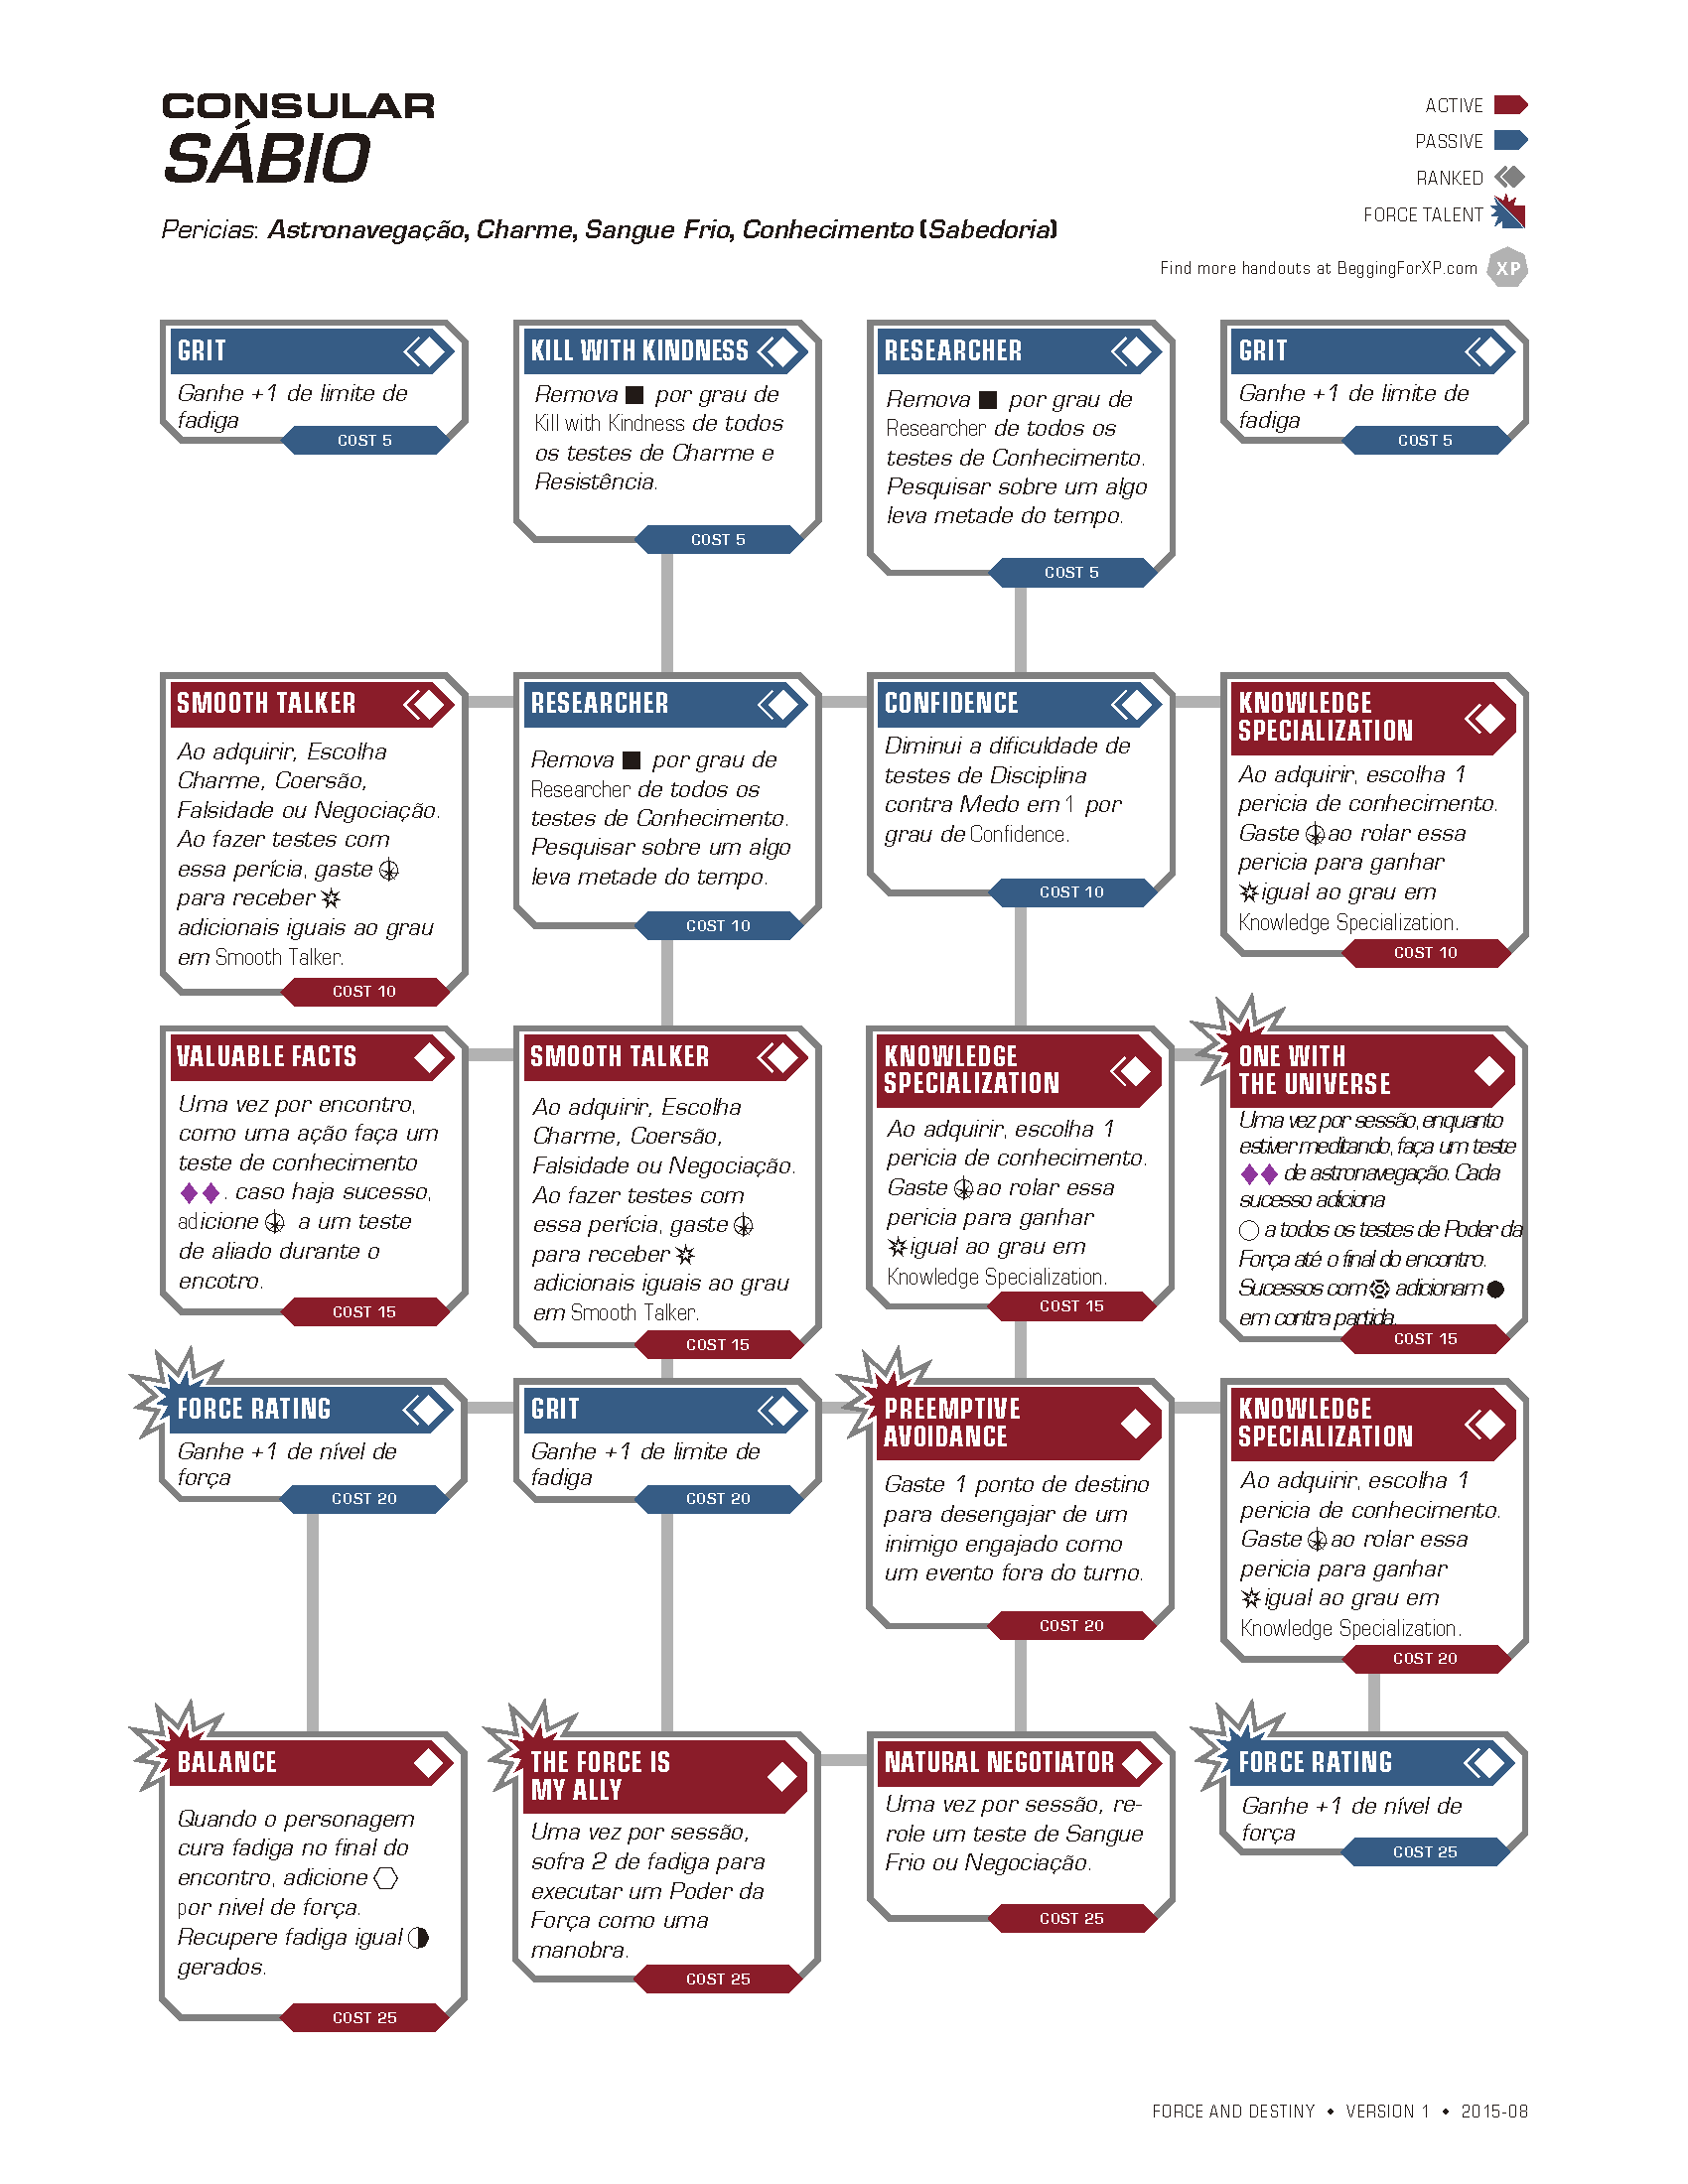 CONSULAR
SÁBIO
Pericias: Astronavegação, Charme, Sangue Frio, Conhecimento (Sabedoria)
ACTIVE
PASSIVE
RANKED
FORCE TALENT
Find more handouts at BeggingForXP.com XP
GRIT
Ganhe +1 de limite de
fadiga
COST 5
KILL WITH KINDNESS
Remova por grau de
Kill with Kindness de todos
os testes de Charme e
Resistência.
COST 5
RESEARCHER
Remova por grau de
Researcher de todos os
testes de Conhecimento.
Pesquisar sobre um algo
leva metade do tempo.
COST 5
GRIT
Ganhe +1 de limite de
fadiga
COST 5
SMOOTH TALKER
Ao adquirir, Escolha
Charme, Coersão,
Falsidade ou Negociação.
Ao fazer testes com
essa perícia, gaste
para receber
adicionais iguais ao grau
em Smooth Talker.
COST 10
RESEARCHER
Remova por grau de
Researcher de todos os
testes de Conhecimento.
Pesquisar sobre um algo
leva metade do tempo.
COST 10
CONFIDENCE
Diminui a dificuldade de
testes de Disciplina
contra Medo em 1 por
grau de Confidence.
COST 10
KNOWLEDGE
SPECIALIZATION
Ao adquirir, escolha 1
pericia de conhecimento.
Gaste ao rolar essa
pericia para ganhar
igual ao grau em
Knowledge Specialization.
COST 10
VALUABLE FACTS
Uma vez por encontro,
como uma ação faça um
teste de conhecimento
. caso haja sucesso,
adicione a um teste
de aliado durante o
encotro.
COST 15
SMOOTH TALKER
Ao adquirir, Escolha
Charme, Coersão,
Falsidade ou Negociação.
Ao fazer testes com
essa perícia, gaste
para receber
adicionais iguais ao grau
em Smooth Talker.
COST 15
KNOWLEDGE
SPECIALIZATION
Ao adquirir, escolha 1
pericia de conhecimento.
Gaste ao rolar essa
pericia para ganhar
igual ao grau em
Knowledge Specialization.
COST 15
ONE WITH
THE UNIVERSE
Uma vez por sessão, enquanto
estiver meditando, faça um teste
de astronavegação. Cada
sucesso adiciona
a todos os testes de Poder da
Força até o final do encontro.
Sucessos com adicionam
em contra partida.
COST 15
FORCE RATING
Ganhe +1 de nível de
força
COST 20
GRIT
Ganhe +1 de limite de
fadiga
COST 20
PREEMPTIVE
AVOIDANCE
Gaste 1 ponto de destino
para desengajar de um
inimigo engajado como
um evento fora do turno.
COST 20
KNOWLEDGE
SPECIALIZATION
Ao adquirir, escolha 1
pericia de conhecimento.
Gaste ao rolar essa
pericia para ganhar
igual ao grau em
Knowledge Specialization.
COST 20
BALANCE
Quando o personagem
cura fadiga no final do
encontro, adicione
por nivel de força.
Recupere fadiga igual
gerados.
COST 25
THE FORCE IS
MY ALLY
Uma vez por sessão,
sofra 2 de fadiga para
executar um Poder da
Força como uma
manobra.
COST 25
NATURAL NEGOTIATOR
Uma vez por sessão, re-
role um teste de Sangue
Frio ou Negociação.
COST 25
FORCE RATING
Ganhe +1 de nível de
força
COST 25
FORCE AND DESTINY • VERSION 1 • 2015-08